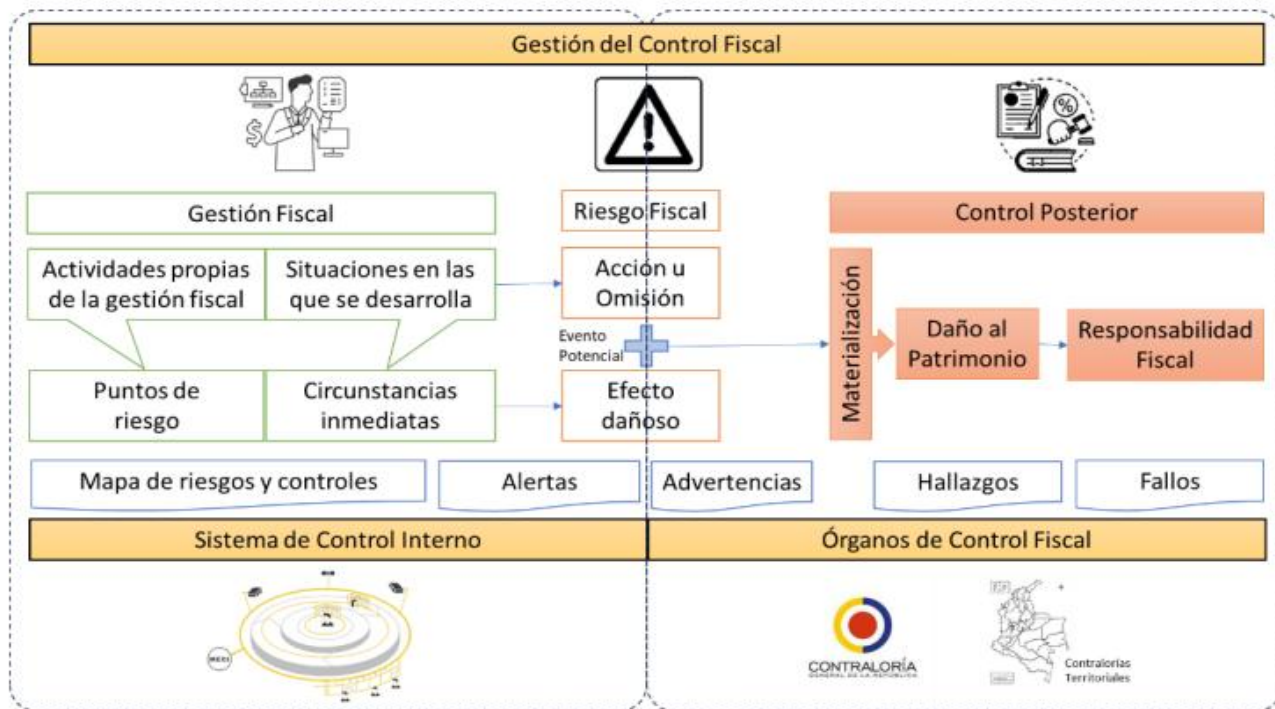 Gestión del Control Fiscal
Gestión Fiscal
Riesgo Fiscal
Control Posterior
Actividades propias
de la gestión fiscal
Situaciones en las
que se desarrolla
Acción u
Omisión
Evento
Potencial
Materialización
Daño al
Patrimonio
Responsabilidad
Fiscal
Puntos de
riesgo
Circunstancias
inmediatas
Efecto
dañoso
Mapa de riesgos y controles
Alertas
Advertencias
Hallazgos
Fallos
Sistema de Control Interno
Órganos de Control Fiscal
CONTRALORÍA
GENERAL DE LA REPÚBLICA
Contralorías
Territoriales